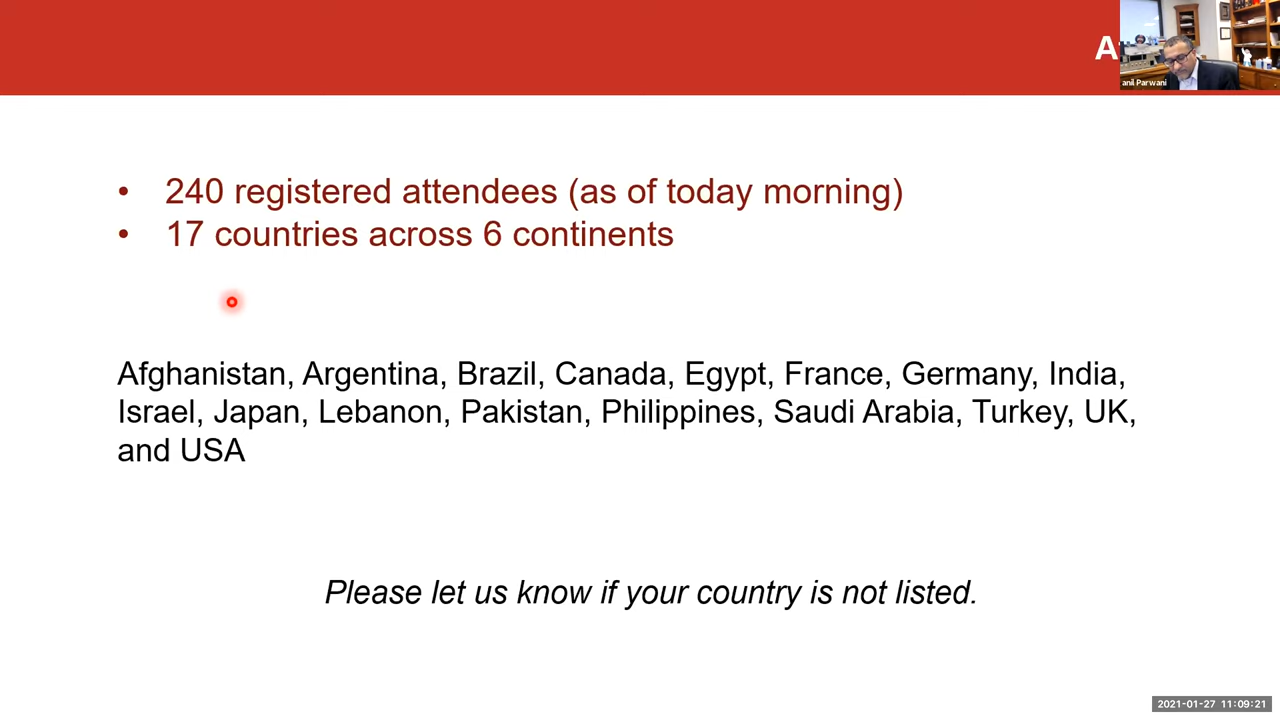 anil Parwani
• 240 registered attendees (as of today morning)
• 17 countries across 6 continents
Afghanistan, Argentina, Brazil, Canada, Egypt, France, Germany, India,
Israel, Japan, Lebanon, Pakistan, Philippines, Saudi Arabia, Turkey, UK,
and USA
Please let us know if your country is not listed.
2021-01-27 11:09:21